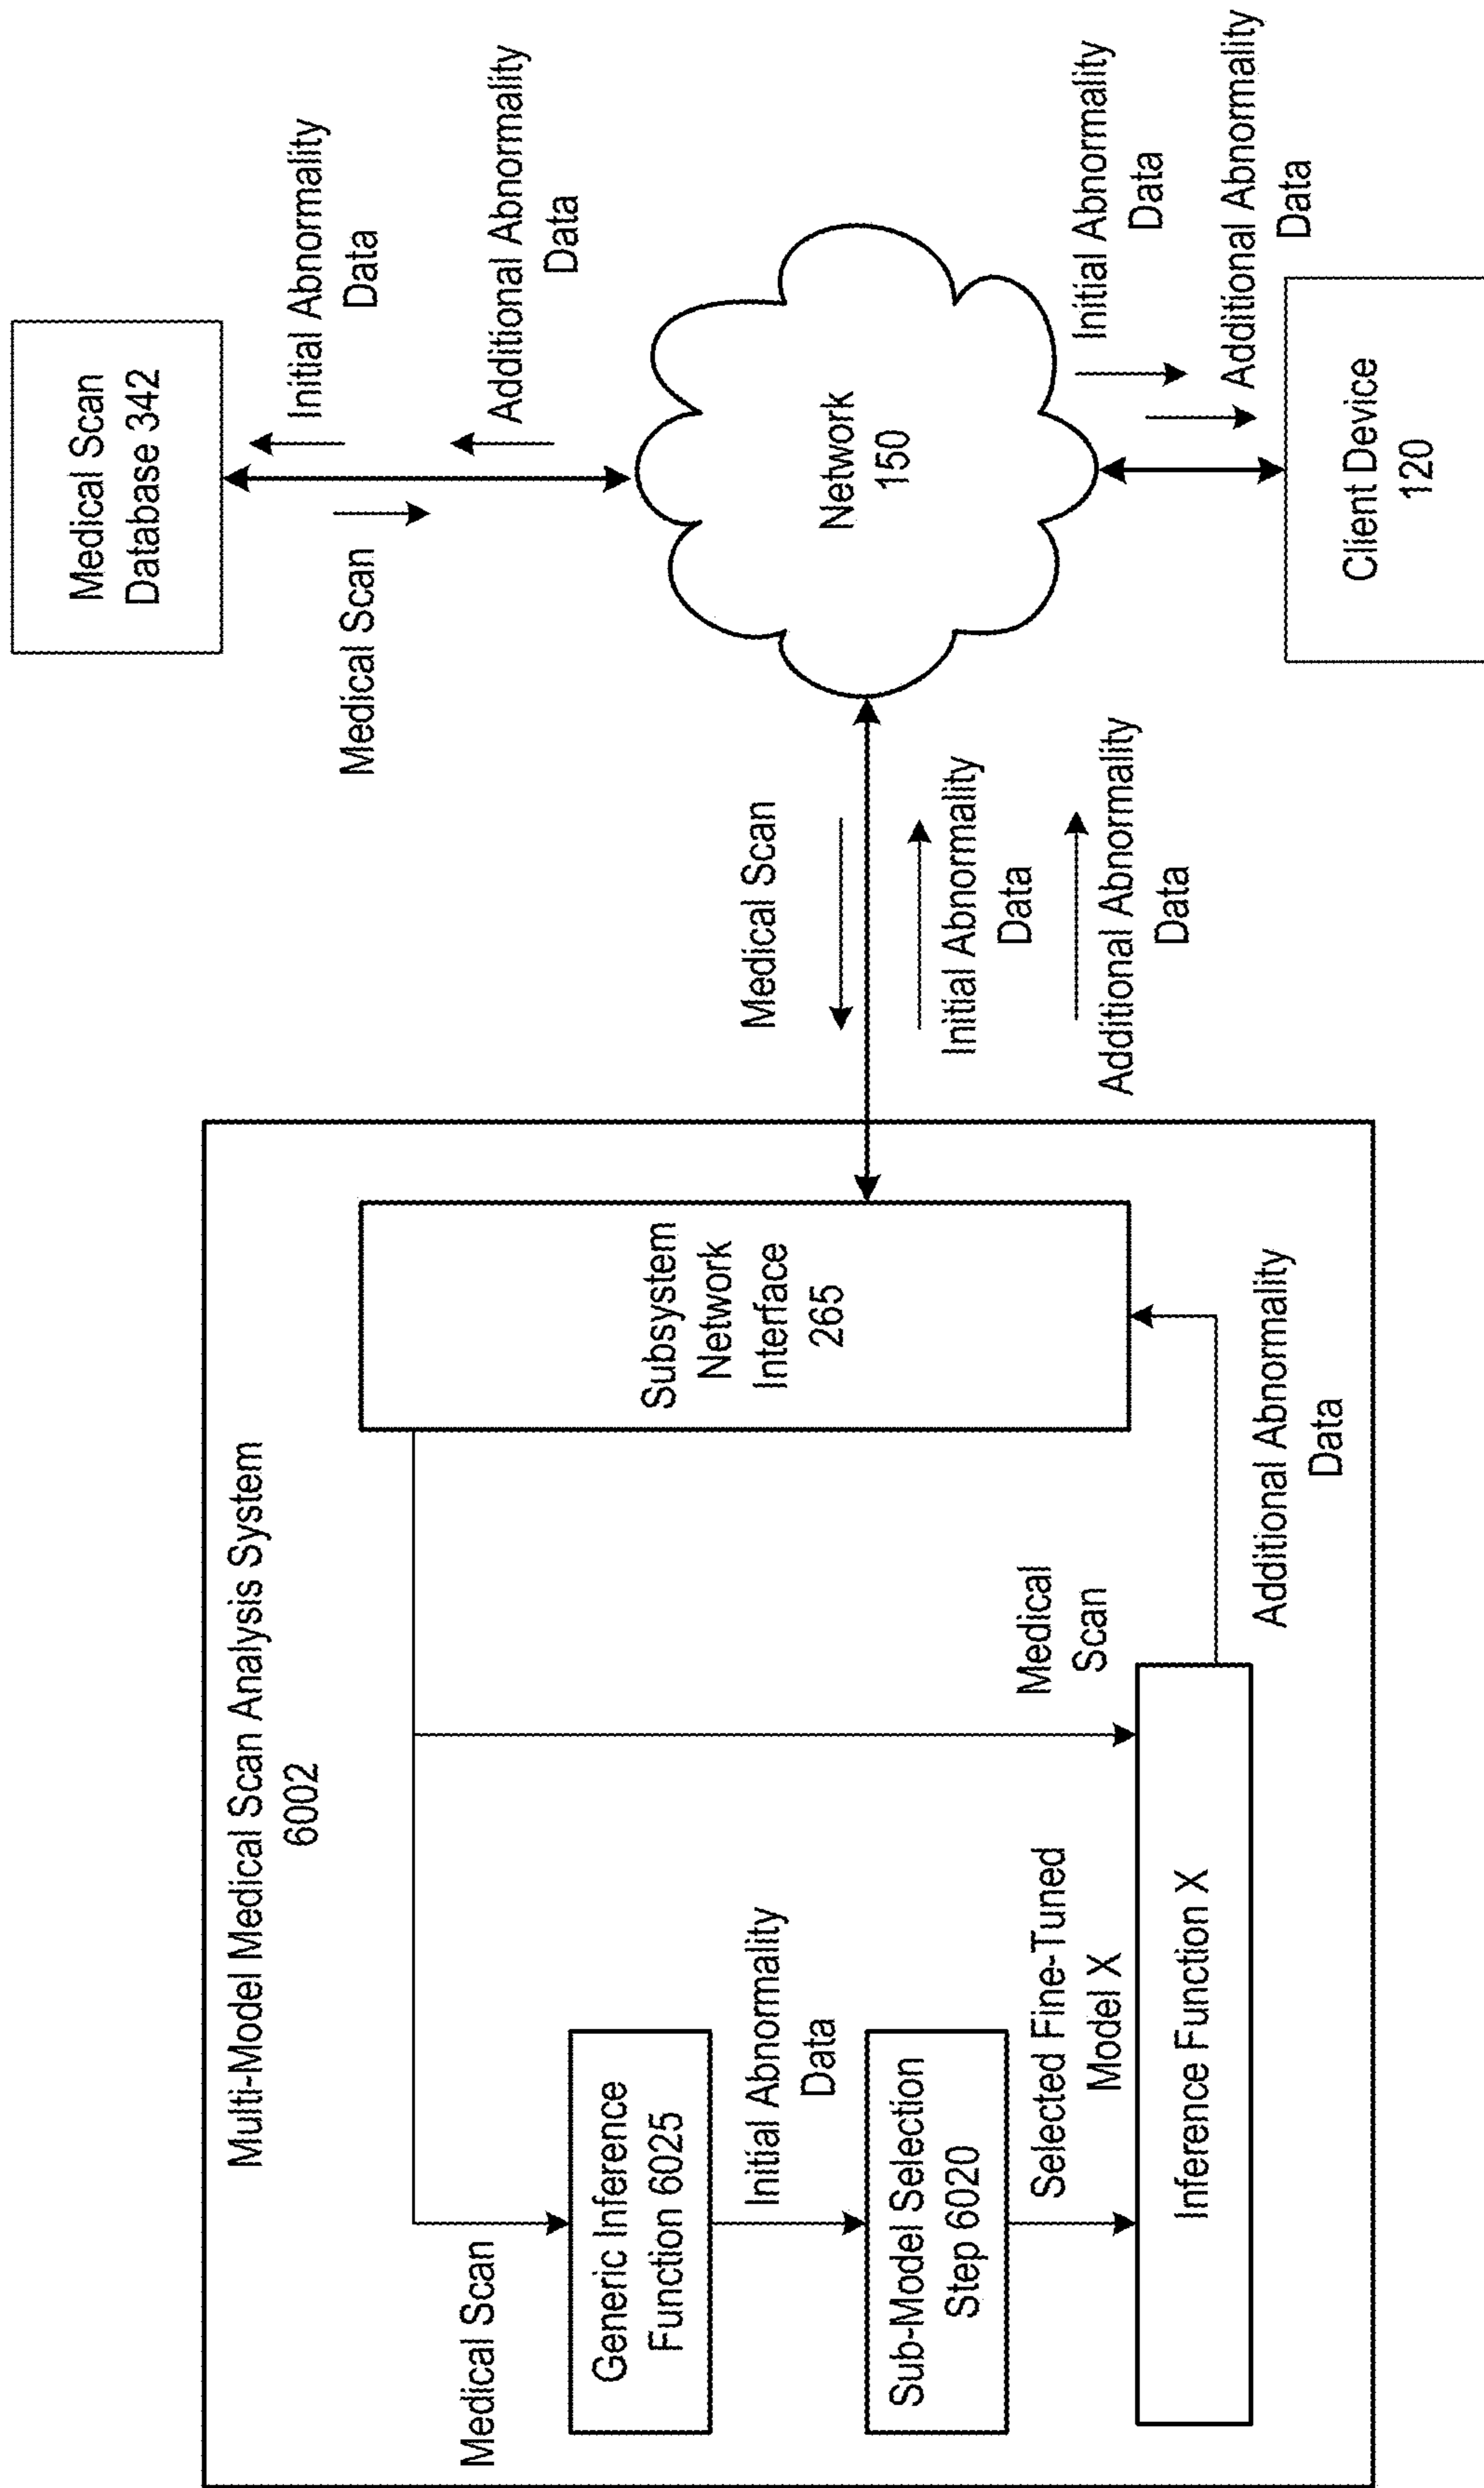 Multi-Model Medical Scan Analysis System
6002
Medical Scan
Generic Inference
Function 6025
Initial Abnormality
Data
Sub-Model Selection
Step 6020
Selected Fine-Tuned
Model X
Medical
Scan
Inference Function X
Subsystem
Network
Interface
265
Additional Abnormality
Data
Medical Scan
Initial Abnormality
Data
Additional Abnormality
Data
Medical Scan
Database 342
Medical Scan
Initial Abnormality
Data
Additional Abnormality
Data
Network
150
Initial Abnormality
Data
Additional Abnormality
Data
Client Device
120